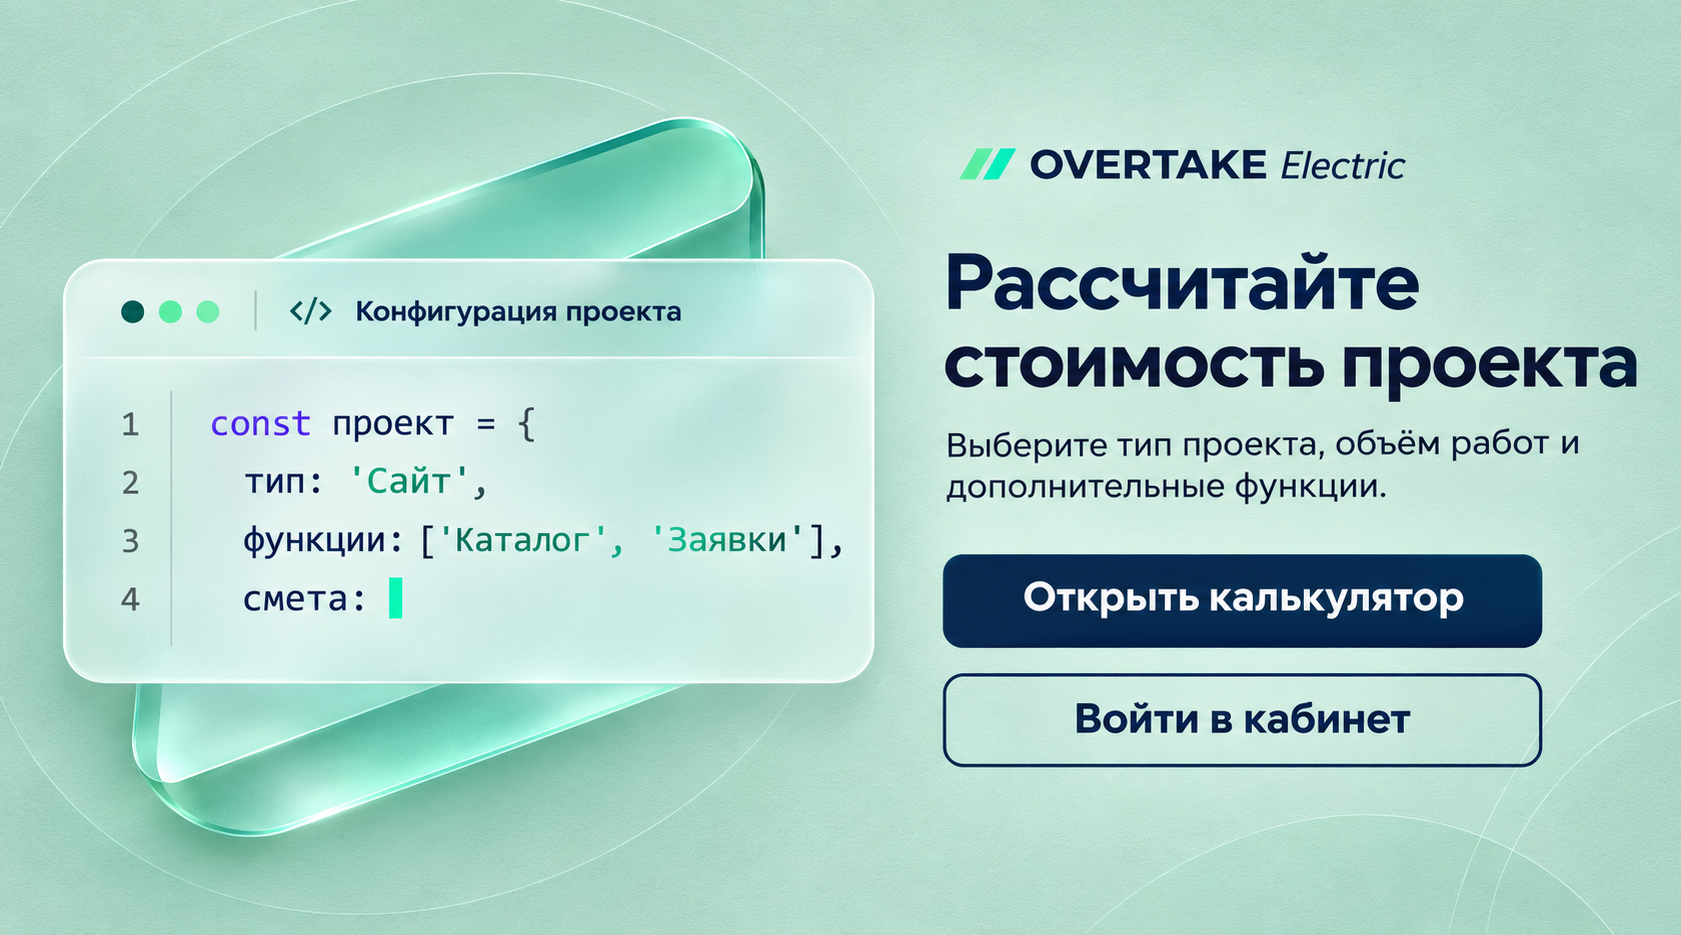 </> Конфигурация проекта
1 const проект = {
2 тип: 'Сайт',
3 функции: ['Каталог', 'Заявки'],
4 смета:
OVERTAKE Electric
Рассчитайте
стоимость проекта
Выберите тип проекта, объём работ и
дополнительные функции.
Открыть калькулятор
Войти в кабинет